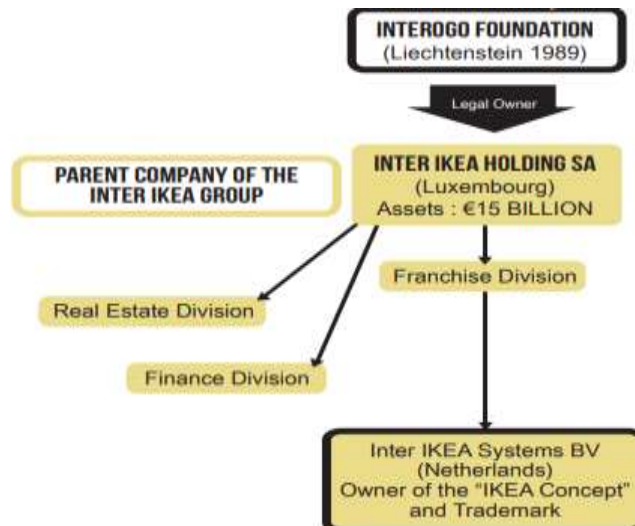 INTEROGO FOUNDATION
(Liechtenstein 1989)
Legal Owner
PARENT COMPANY OF THE
INTER IKEA GROUP
INTER IKEA HOLDING SA
(Luxembourg)
Assets : €15 BILLION
Franchise Division
Real Estate Division
Finance Division
Inter IKEA Systems BV
(Netherlands)
Owner of the “IKEA Concept”
and Trademark